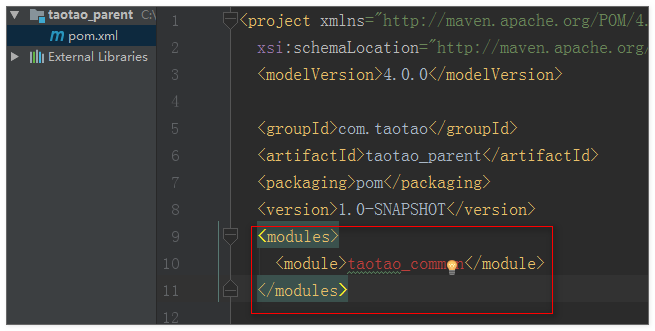 taotao_parent C:\
pom.xml
External Libraries
1 <project xmlns="http://maven.apache.org/POM/4.
2 xsi:schemaLocation="http://maven.apache.org/
3 <modelVersion>4.0.0</modelVersion>
4
5 <groupId>com.taotao</groupId>
6 <artifactId>taotao_parent</artifactId>
7 <packaging>pom</packaging>
8 <version>1.0-SNAPSHOT</version>
9 <modules>
10 <module>taotao_common</module>
11 </modules>
12